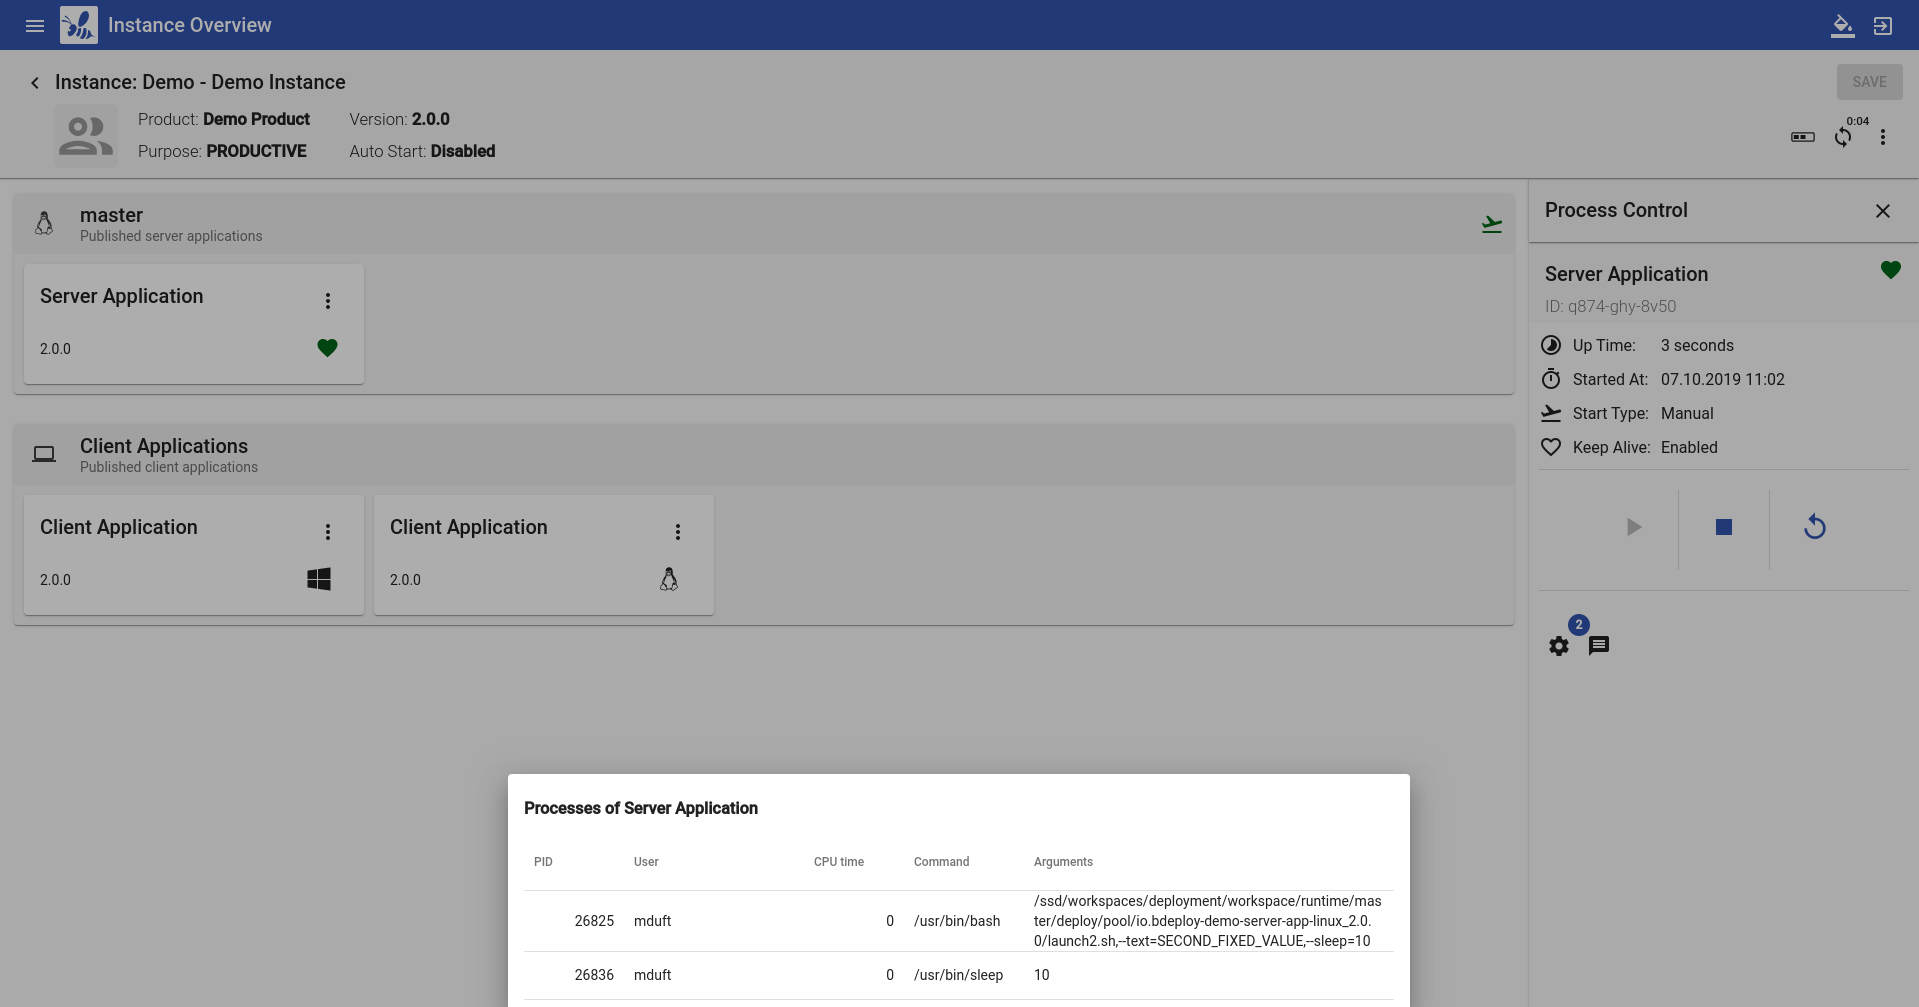 Instance Overview
Instance: Demo - Demo Instance
SAVE
Product: Demo Product Version: 2.0.0
Purpose: PRODUCTIVE Auto Start: Disabled
0:04
master
Published server applications
Server Application
2.0.0
Client Applications
Published client applications
Client Application
2.0.0
Client Application
2.0.0
Process Control
Server Application
ID: q874-ghy-8v50
Up Time: 3 seconds
Started At: 07.10.2019 11:02
Start Type: Manual
Keep Alive: Enabled
2
Processes of Server Application
PID User CPU time Command Arguments
26825 mduft 0 /usr/bin/bash /ssd/workspaces/deployment/workspace/runtime/mas
ter/deploy/pool/io.bdeploy-demo-server-app-linux_2.0.
0/launch2.sh,--text=SECOND_FIXED_VALUE,--sleep=10
26836 mduft 0 /usr/bin/sleep 10